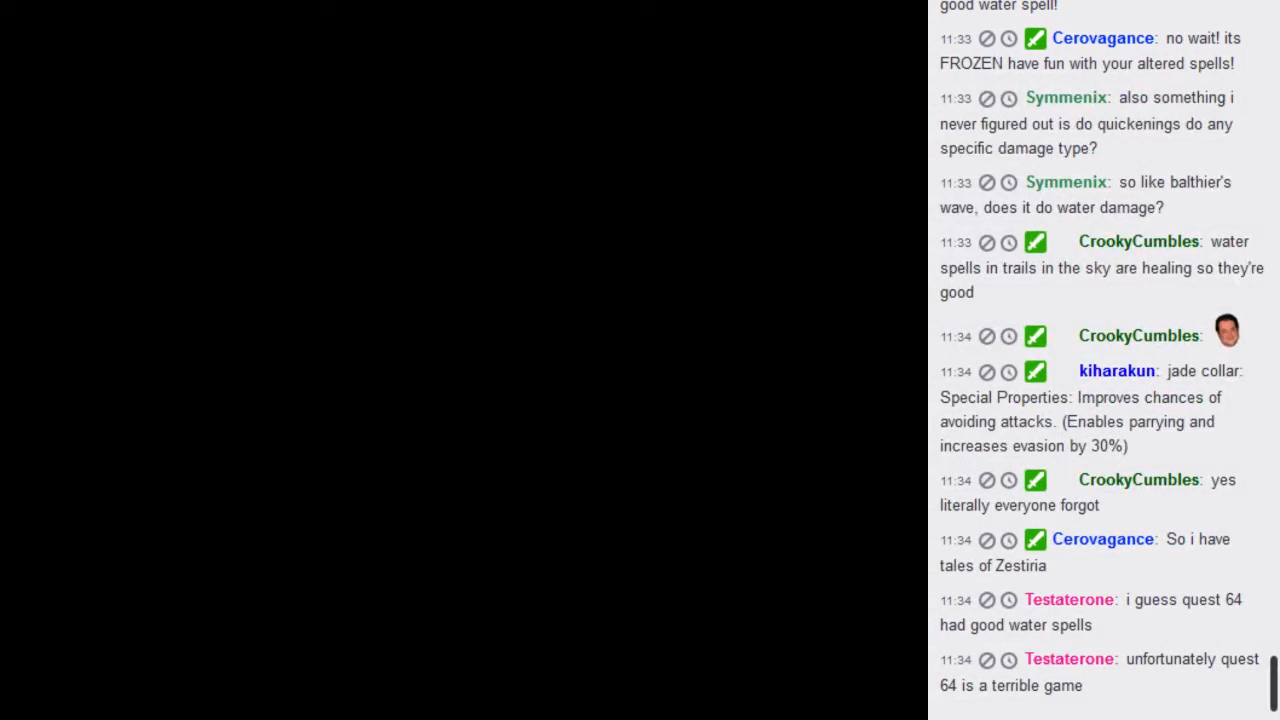 good water spell!
11:33 Cerovagance: no wait! its
FROZEN have fun with your altered spells!
11:33 Symmenix: also something i
never figured out is do quickenings do any
specific damage type?
11:33 Symmenix: so like balthier's
wave, does it do water damage?
11:33 CrookyCumbles: water
spells in trails in the sky are healing so they're
good
11:34 CrookyCumbles:
11:34 kiharakun: jade collar:
Special Properties: Improves chances of
avoiding attacks. (Enables parrying and
increases evasion by 30%)
11:34 CrookyCumbles: yes
literally everyone forgot
11:34 Cerovagance: So i have
tales of Zestiria
11:34 Testaterone: i guess quest 64
had good water spells
11:34 Testaterone: unfortunately quest
64 is a terrible game